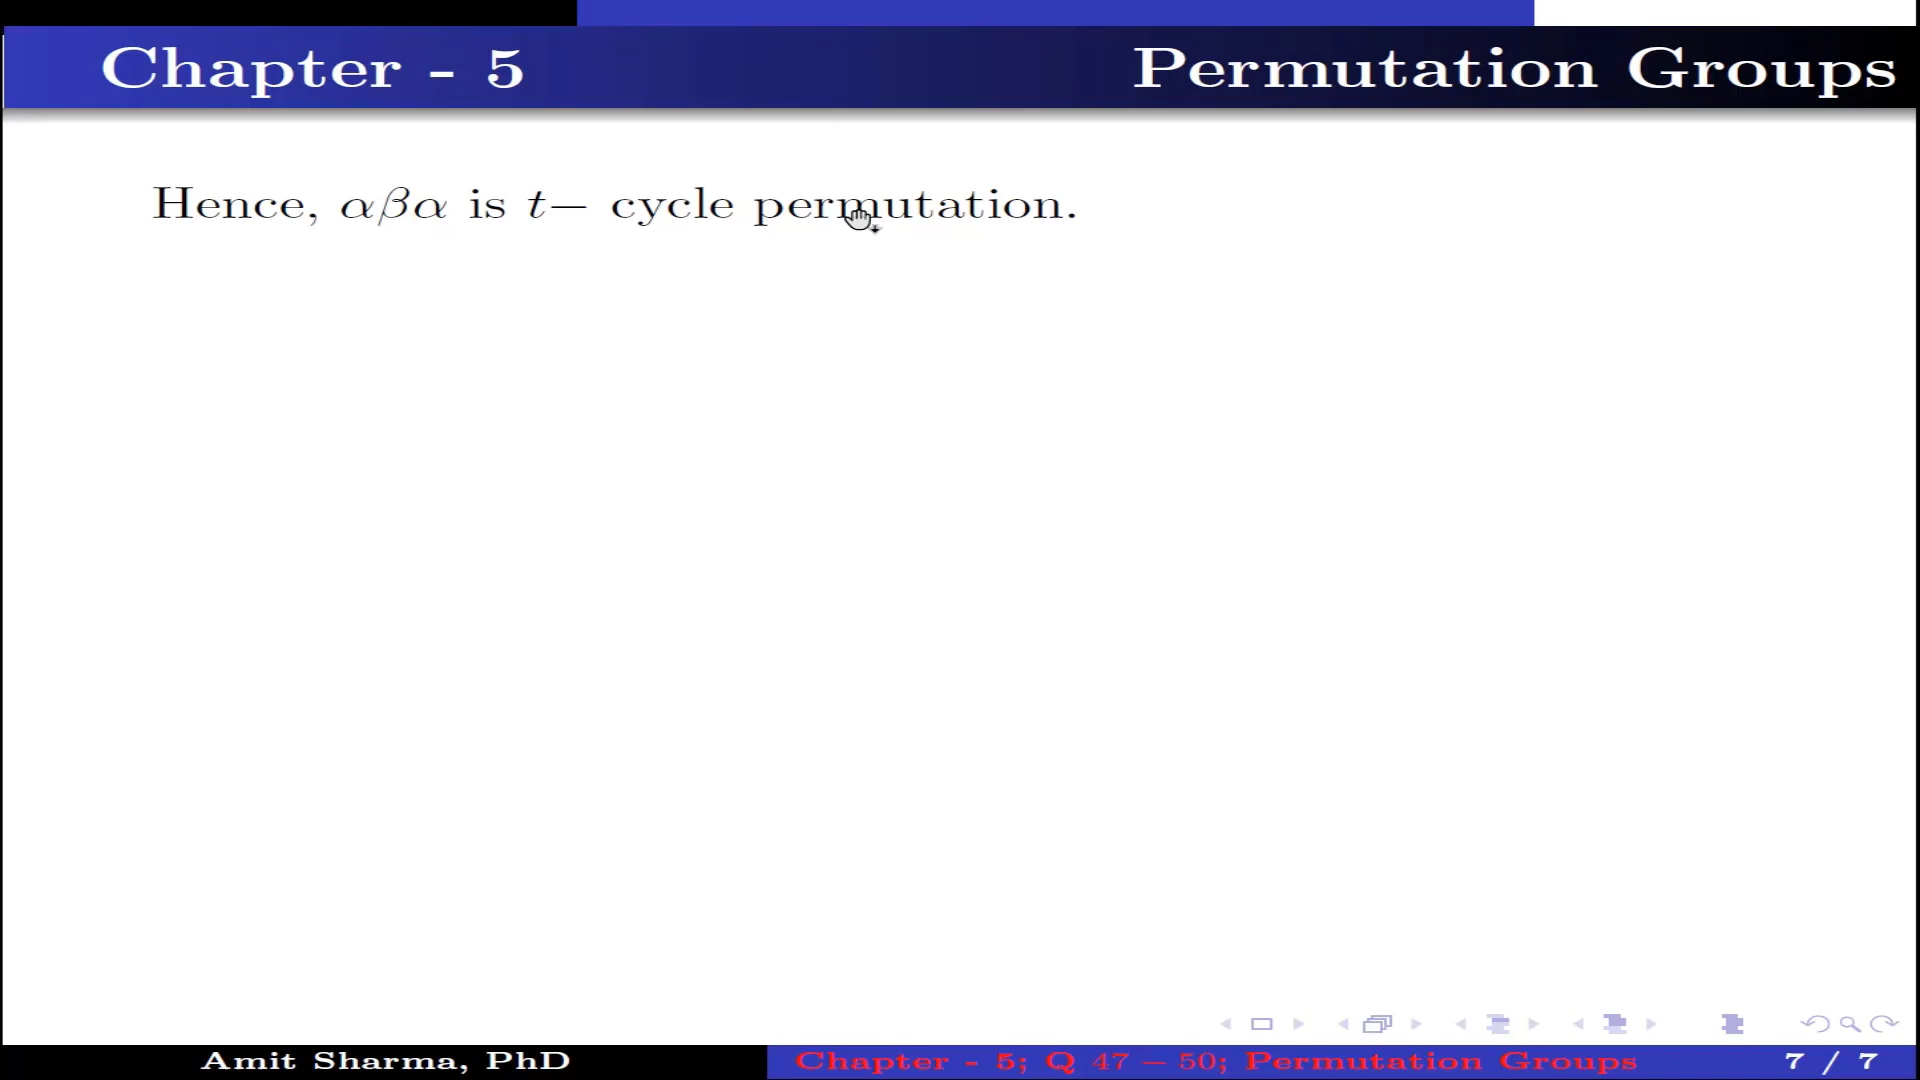 Chapter - 5 Permutation Groups
Hence, αβα is t− cycle permutation.
Amit Sharma, PhD Chapter - 5; Q 47 – 50; Permutation Groups 7 / 7